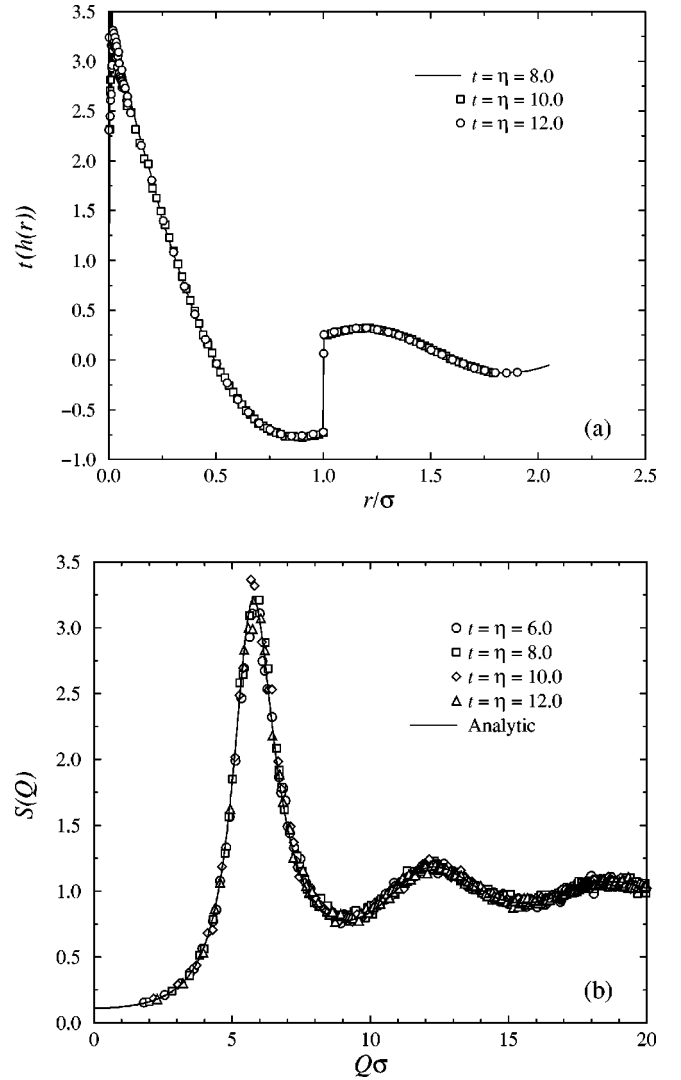 3.5
3.0
2.5
2.0
1.5
1.0
0.5
0.0
−0.5
−1.0
t(h(r))
t = η = 8.0
t = η = 10.0
t = η = 12.0
(a)
0.0 0.5 1.0 1.5 2.0 2.5
r/σ
3.5
3.0
2.5
2.0
1.5
1.0
0.5
0.0
S(Q)
t = η = 6.0
t = η = 8.0
t = η = 10.0
t = η = 12.0
Analytic
(b)
0 5 10 15 20
Qσ